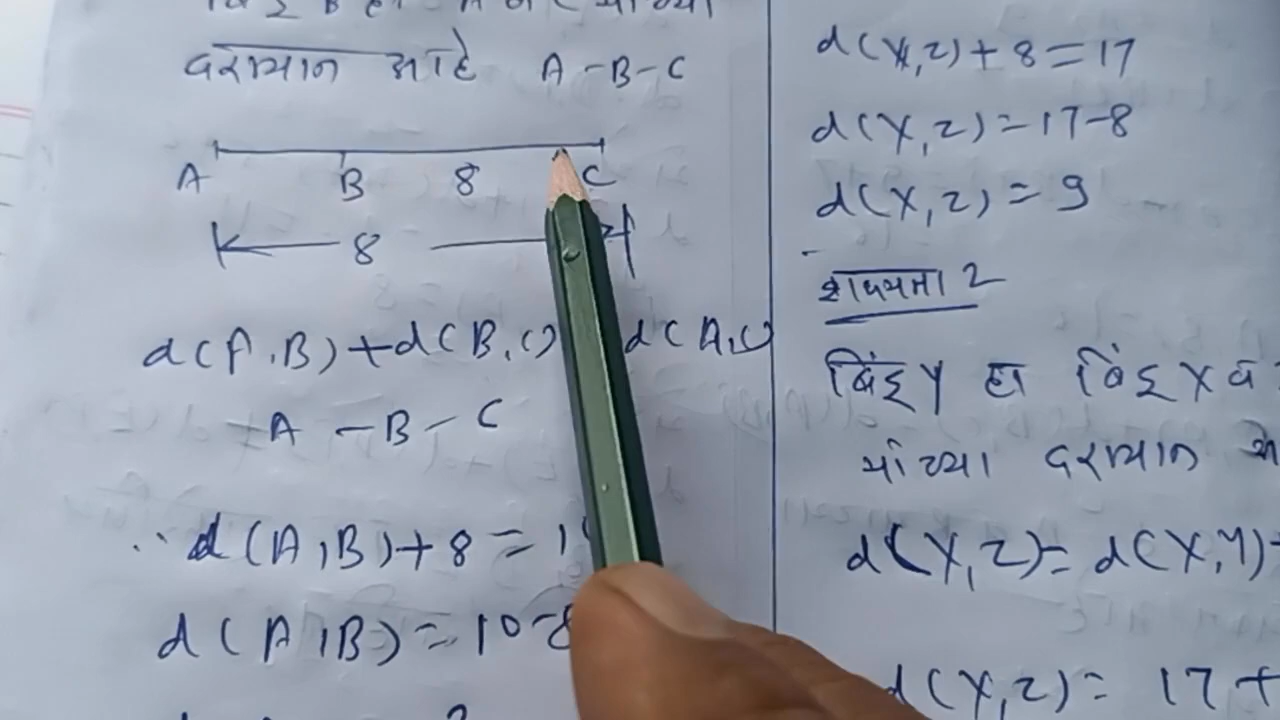 दरम्यान आहे A-B-C
A B 8 C
8
d(A,B)+d(B,C) d(A,C)
A-B-C
∴ d(A,B)+8=1
d(A,B)=10-8
d(X,Z)+8=17
d(X,Z)=17-8
d(X,Z)=9
शक्यता 2
बिंदू Y हा बिंदू X व
यांच्या दरम्यान
d(X,Z)=d(X,Y)
d(X,Z)=17+